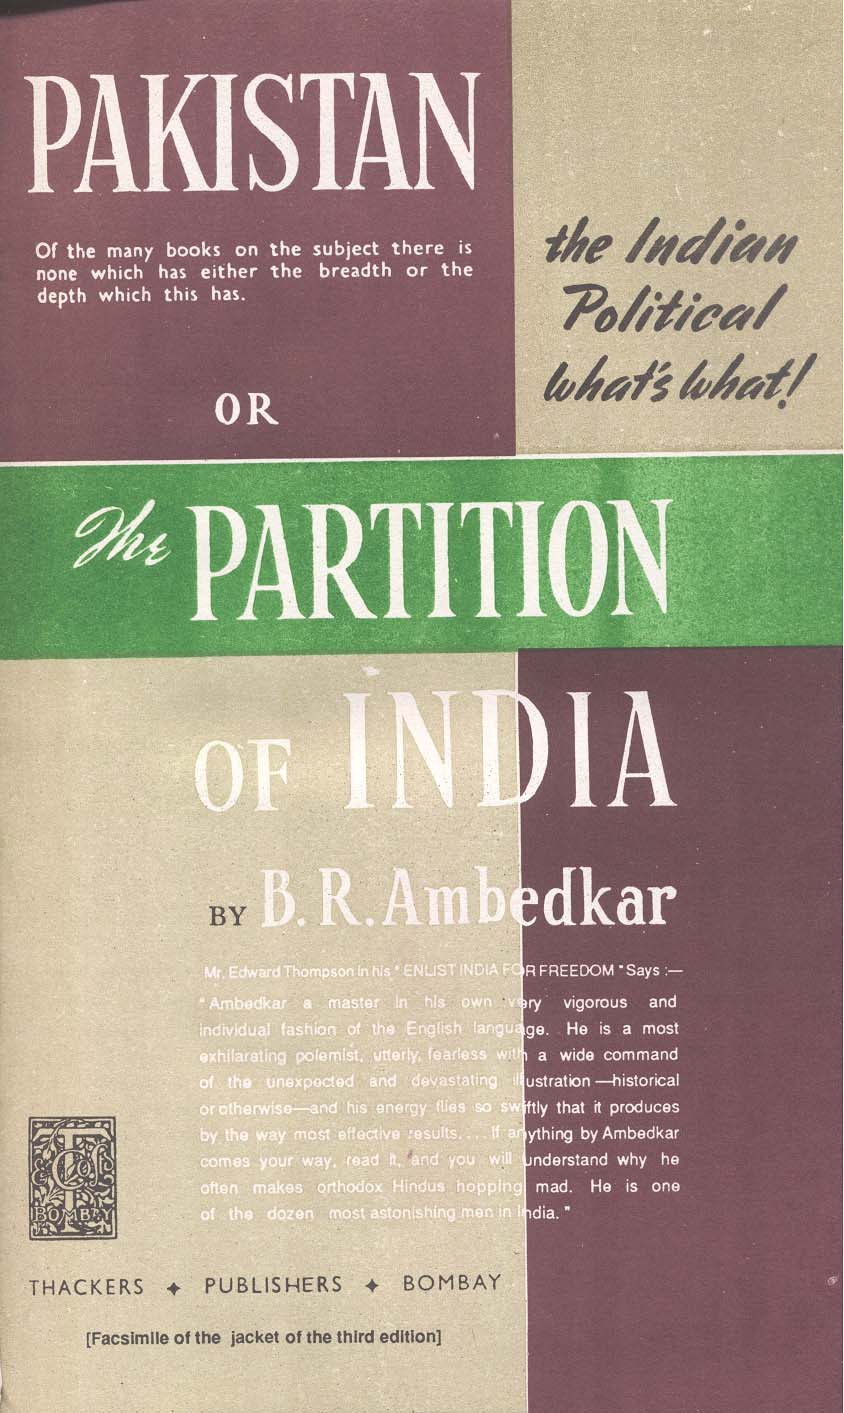 PAKISTAN
Of the many books on the subject there is
none which has either the breadth or the
depth which this has.
the Indian
Political
what's what!
OR
The PARTITION
OF INDIA
BY B. R. Ambedkar
Mr. Edward Thompson in his " ENLIST INDIA FOR FREEDOM " Says :—
" Ambedkar a master in his own very vigorous and
individual fashion of the English language. He is a most
exhilarating polemist, utterly, fearless with a wide command
of the unexpected and devastating illustration —historical
or otherwise—and his energy flies so swiftly that it produces
by the way most effective results... If anything by Ambedkar
comes your way, read it, and you will understand why he
often makes orthodox Hindus hopping mad. He is one
of the dozen most astonishing men in India. "
T & Co L
BOMBAY
THACKERS ✦ PUBLISHERS ✦ BOMBAY
[Facsimile of the jacket of the third edition]